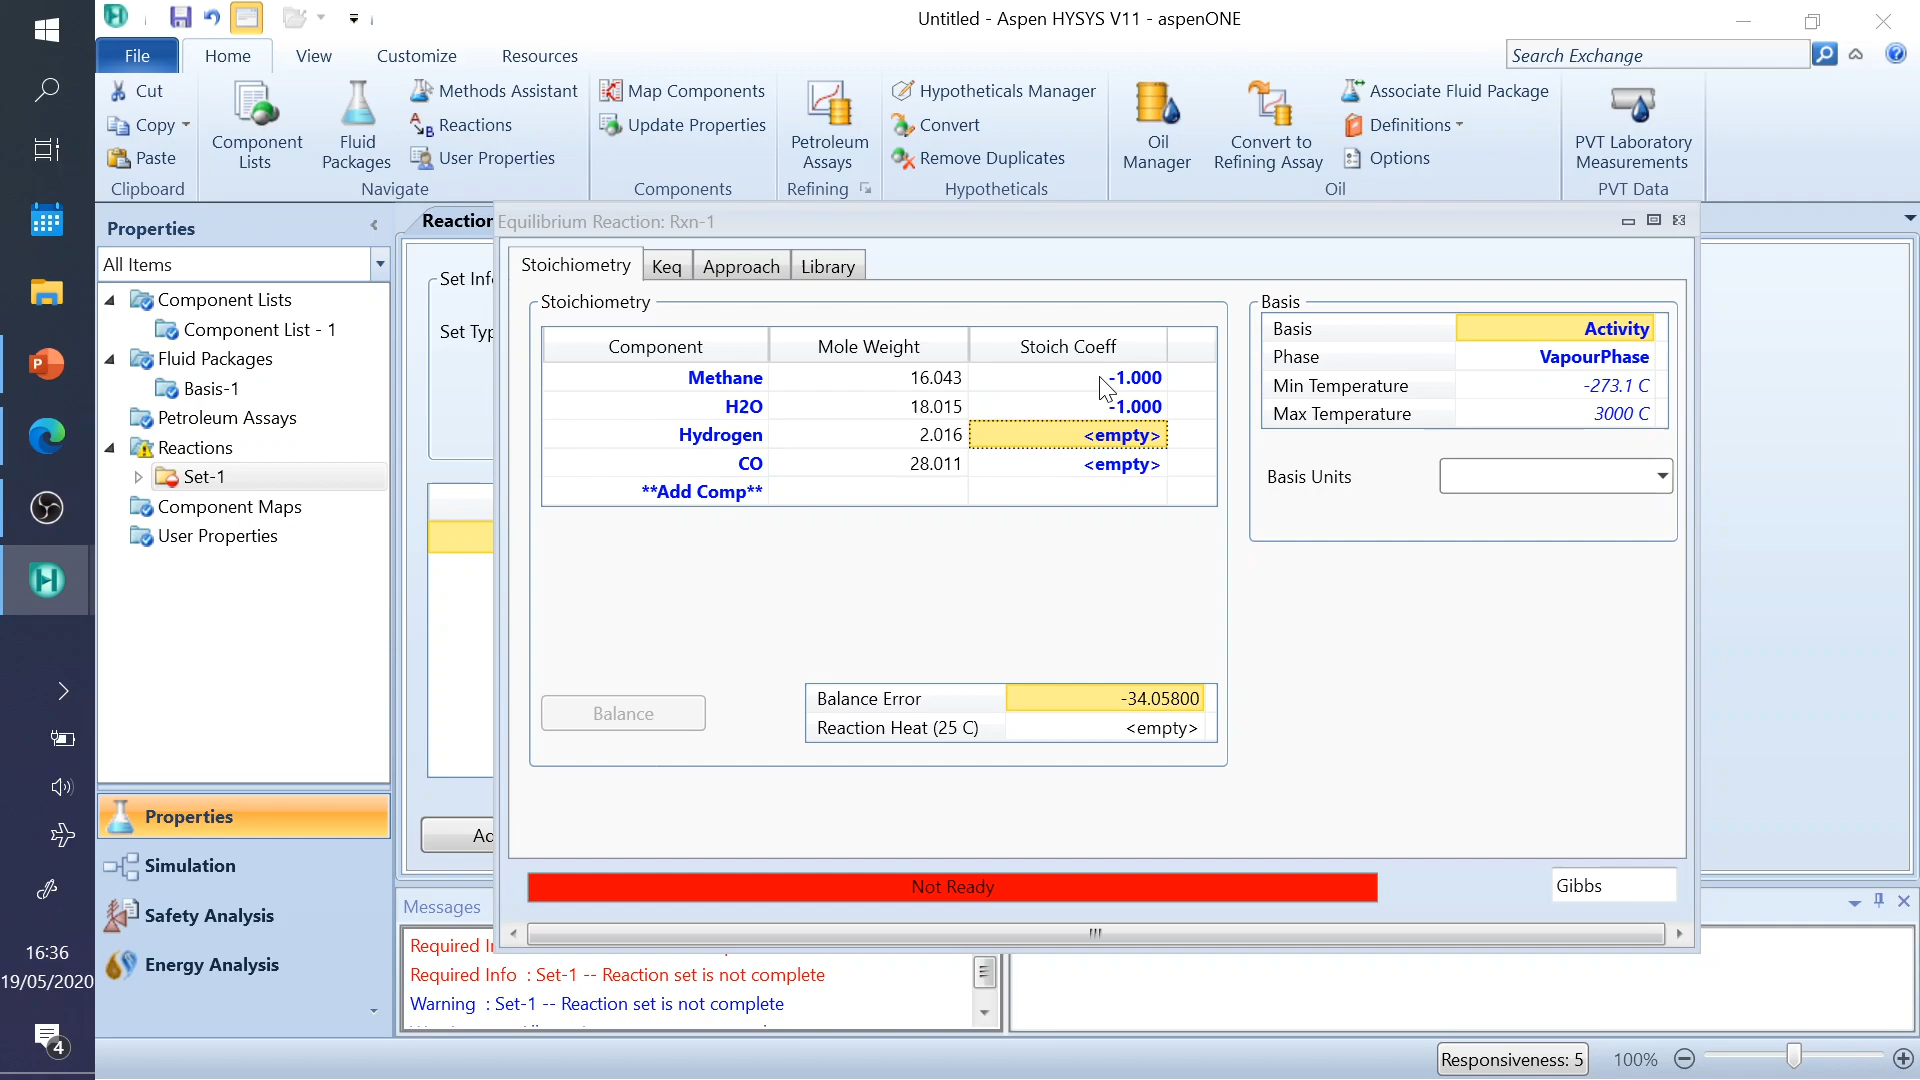 Untitled - Aspen HYSYS V11 - aspenONE
File
Home
View
Customize
Resources
Search Exchange
Cut
Copy
Paste
Clipboard
Component Lists
Fluid Packages
Methods Assistant
Reactions
User Properties
Navigate
Map Components
Update Properties
Components
Petroleum Assays
Refining
Hypotheticals Manager
Convert
Remove Duplicates
Hypotheticals
Oil Manager
Convert to Refining Assay
Associate Fluid Package
Definitions
Options
Oil
PVT Laboratory Measurements
PVT Data
Properties
All Items
Component Lists
Component List - 1
Fluid Packages
Basis-1
Petroleum Assays
Reactions
Set-1
Component Maps
User Properties
Properties
Simulation
Safety Analysis
Energy Analysis
16:36
19/05/2020
4
Equilibrium Reaction: Rxn-1
Stoichiometry
Keq
Approach
Library
Stoichiometry
Component Mole Weight Stoich Coeff
Methane 16.043 -1.000
H2O 18.015 -1.000
Hydrogen 2.016 <empty>
CO 28.011 <empty>
**Add Comp**
Balance
Balance Error -34.05800
Reaction Heat (25 C) <empty>
Basis
Basis Activity
Phase VapourPhase
Min Temperature -273.1 C
Max Temperature 3000 C
Basis Units
Not Ready
Gibbs
Messages
Required Info : Set-1 -- Reaction set is not complete
Warning : Set-1 -- Reaction set is not complete
Responsiveness: 5
100%